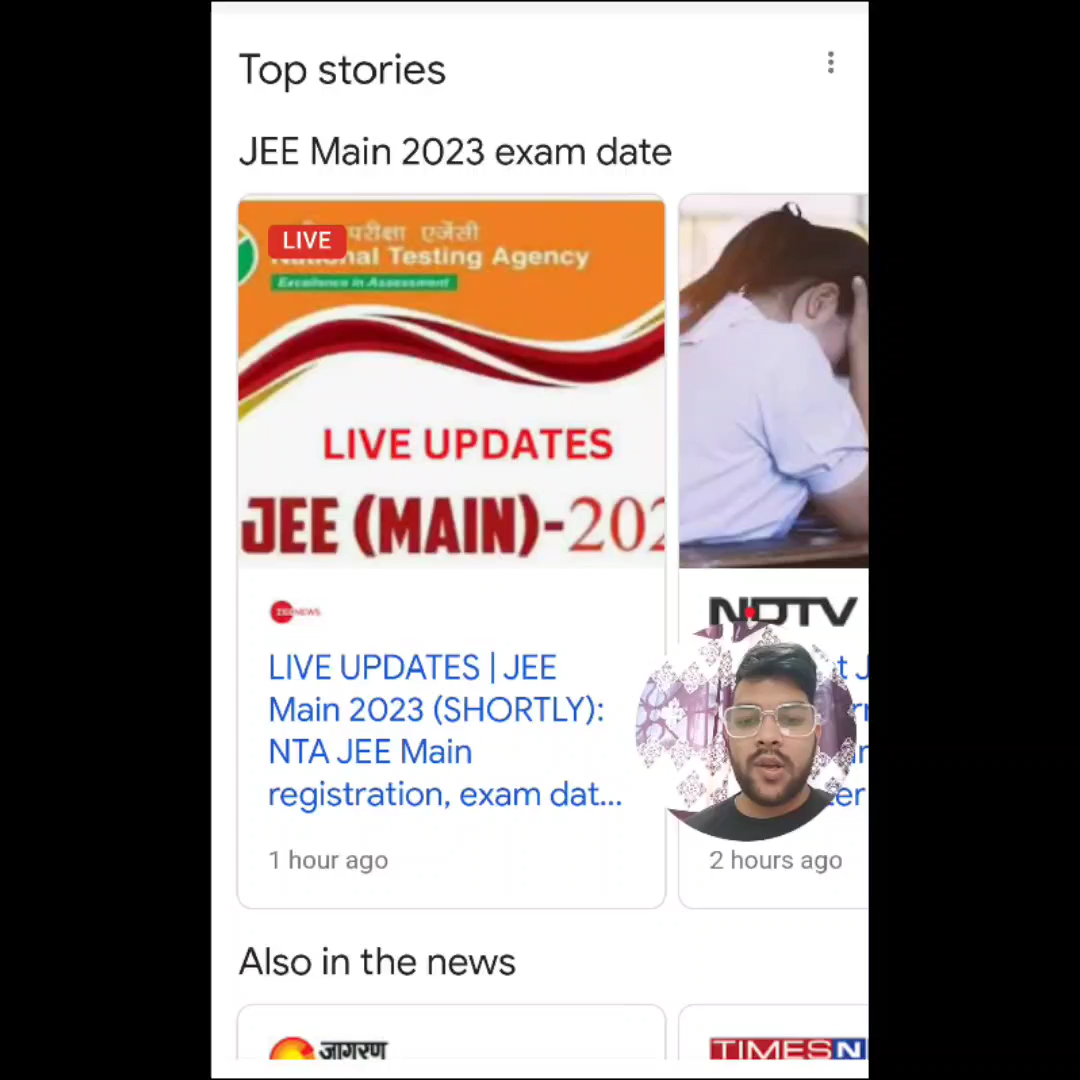 Top stories
JEE Main 2023 exam date
LIVE
परीक्षा एजेंसी
National Testing Agency
Excellence in Assessment
LIVE UPDATES
JEE (MAIN)-202
ZEE NEWS
LIVE UPDATES | JEE
Main 2023 (SHORTLY):
NTA JEE Main
registration, exam dat...
1 hour ago
NDTV
2 hours ago
Also in the news
जागरण
TIMES N